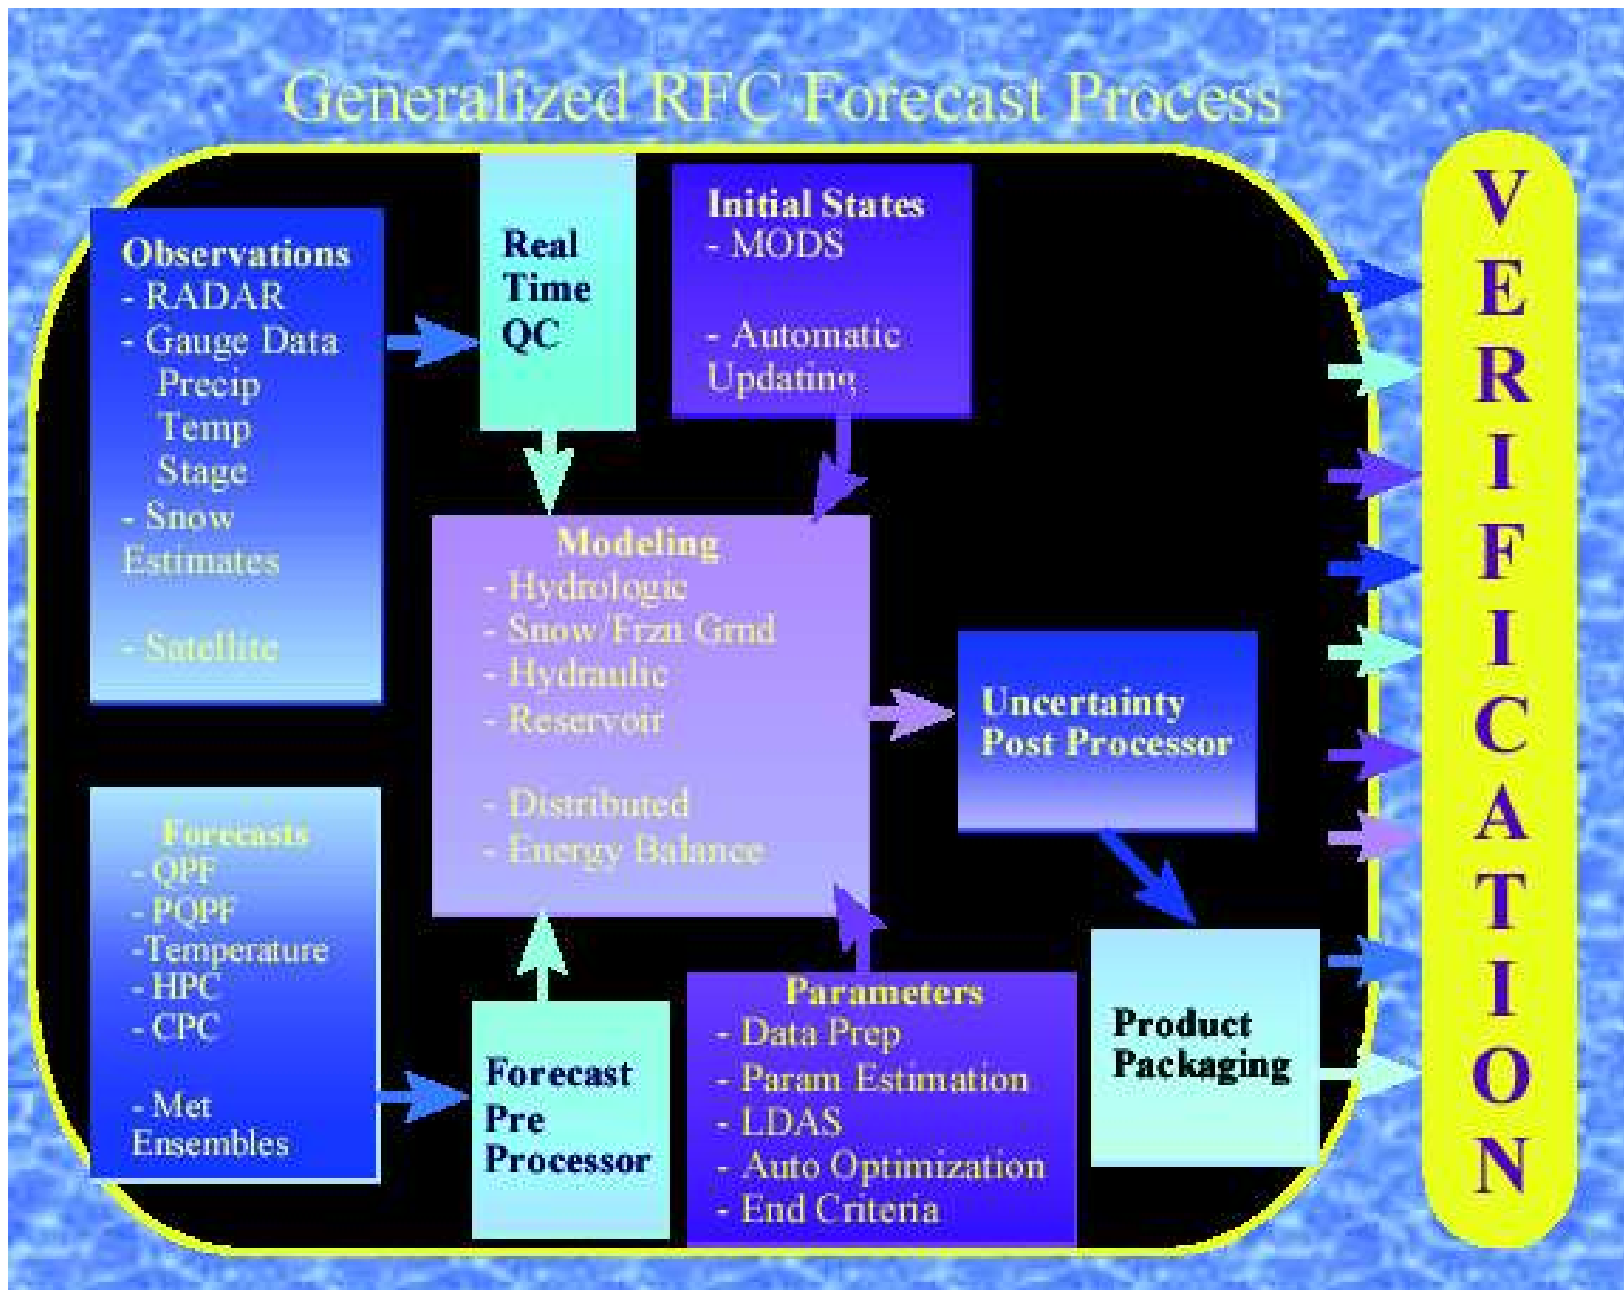 Generalized RFC Forecast Process
Observations
- RADAR
- Gauge Data
Precip
Temp
Stage
- Snow
Estimates
- Satellite
Real
Time
QC
Initial States
- MODS
- Automatic
Updating
Modeling
- Hydrologic
- Snow/Frzn Grnd
- Hydraulic
- Reservoir
- Distributed
- Energy Balance
Uncertainty
Post Processor
Forecasts
- QPF
- PQPF
-Temperature
- HPC
- CPC
- Met
Ensembles
Forecast
Pre
Processor
Parameters
- Data Prep
- Param Estimation
- LDAS
- Auto Optimization
- End Criteria
Product
Packaging
VERIFICATION